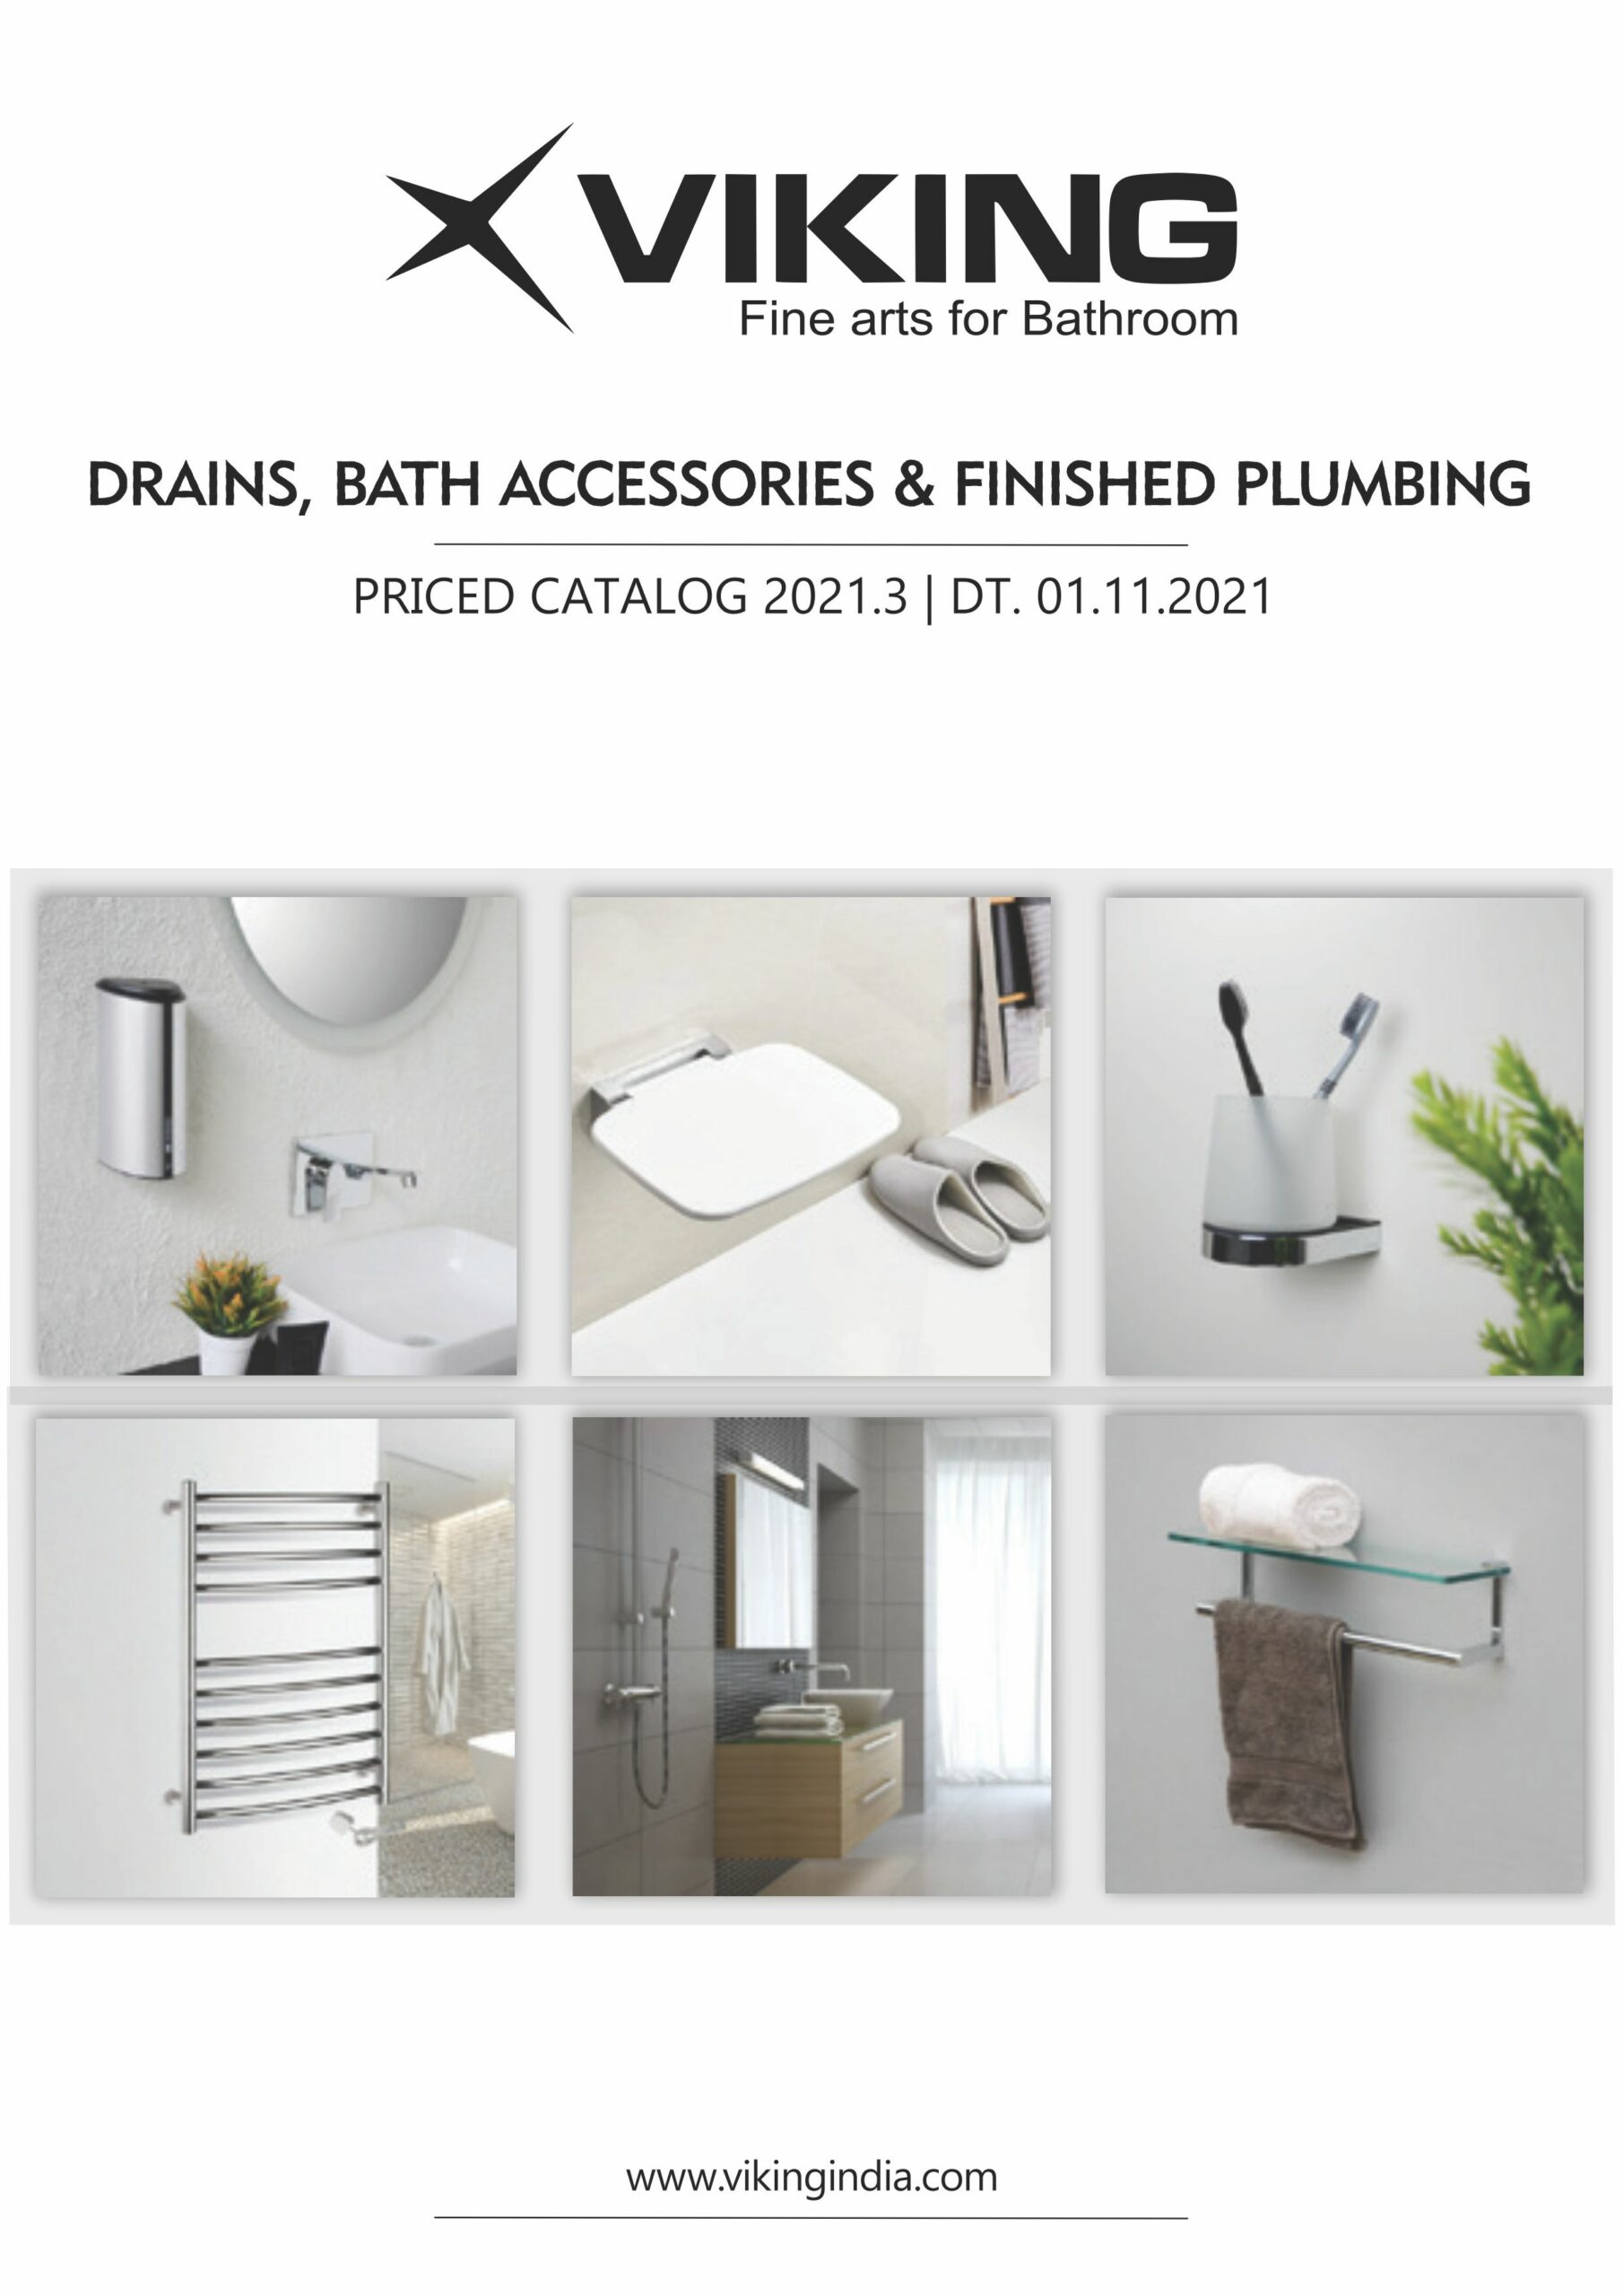 VIKING
Fine arts for Bathroom
DRAINS, BATH ACCESSORIES & FINISHED PLUMBING
PRICED CATALOG 2021.3 | DT. 01.11.2021
www.vikingindia.com